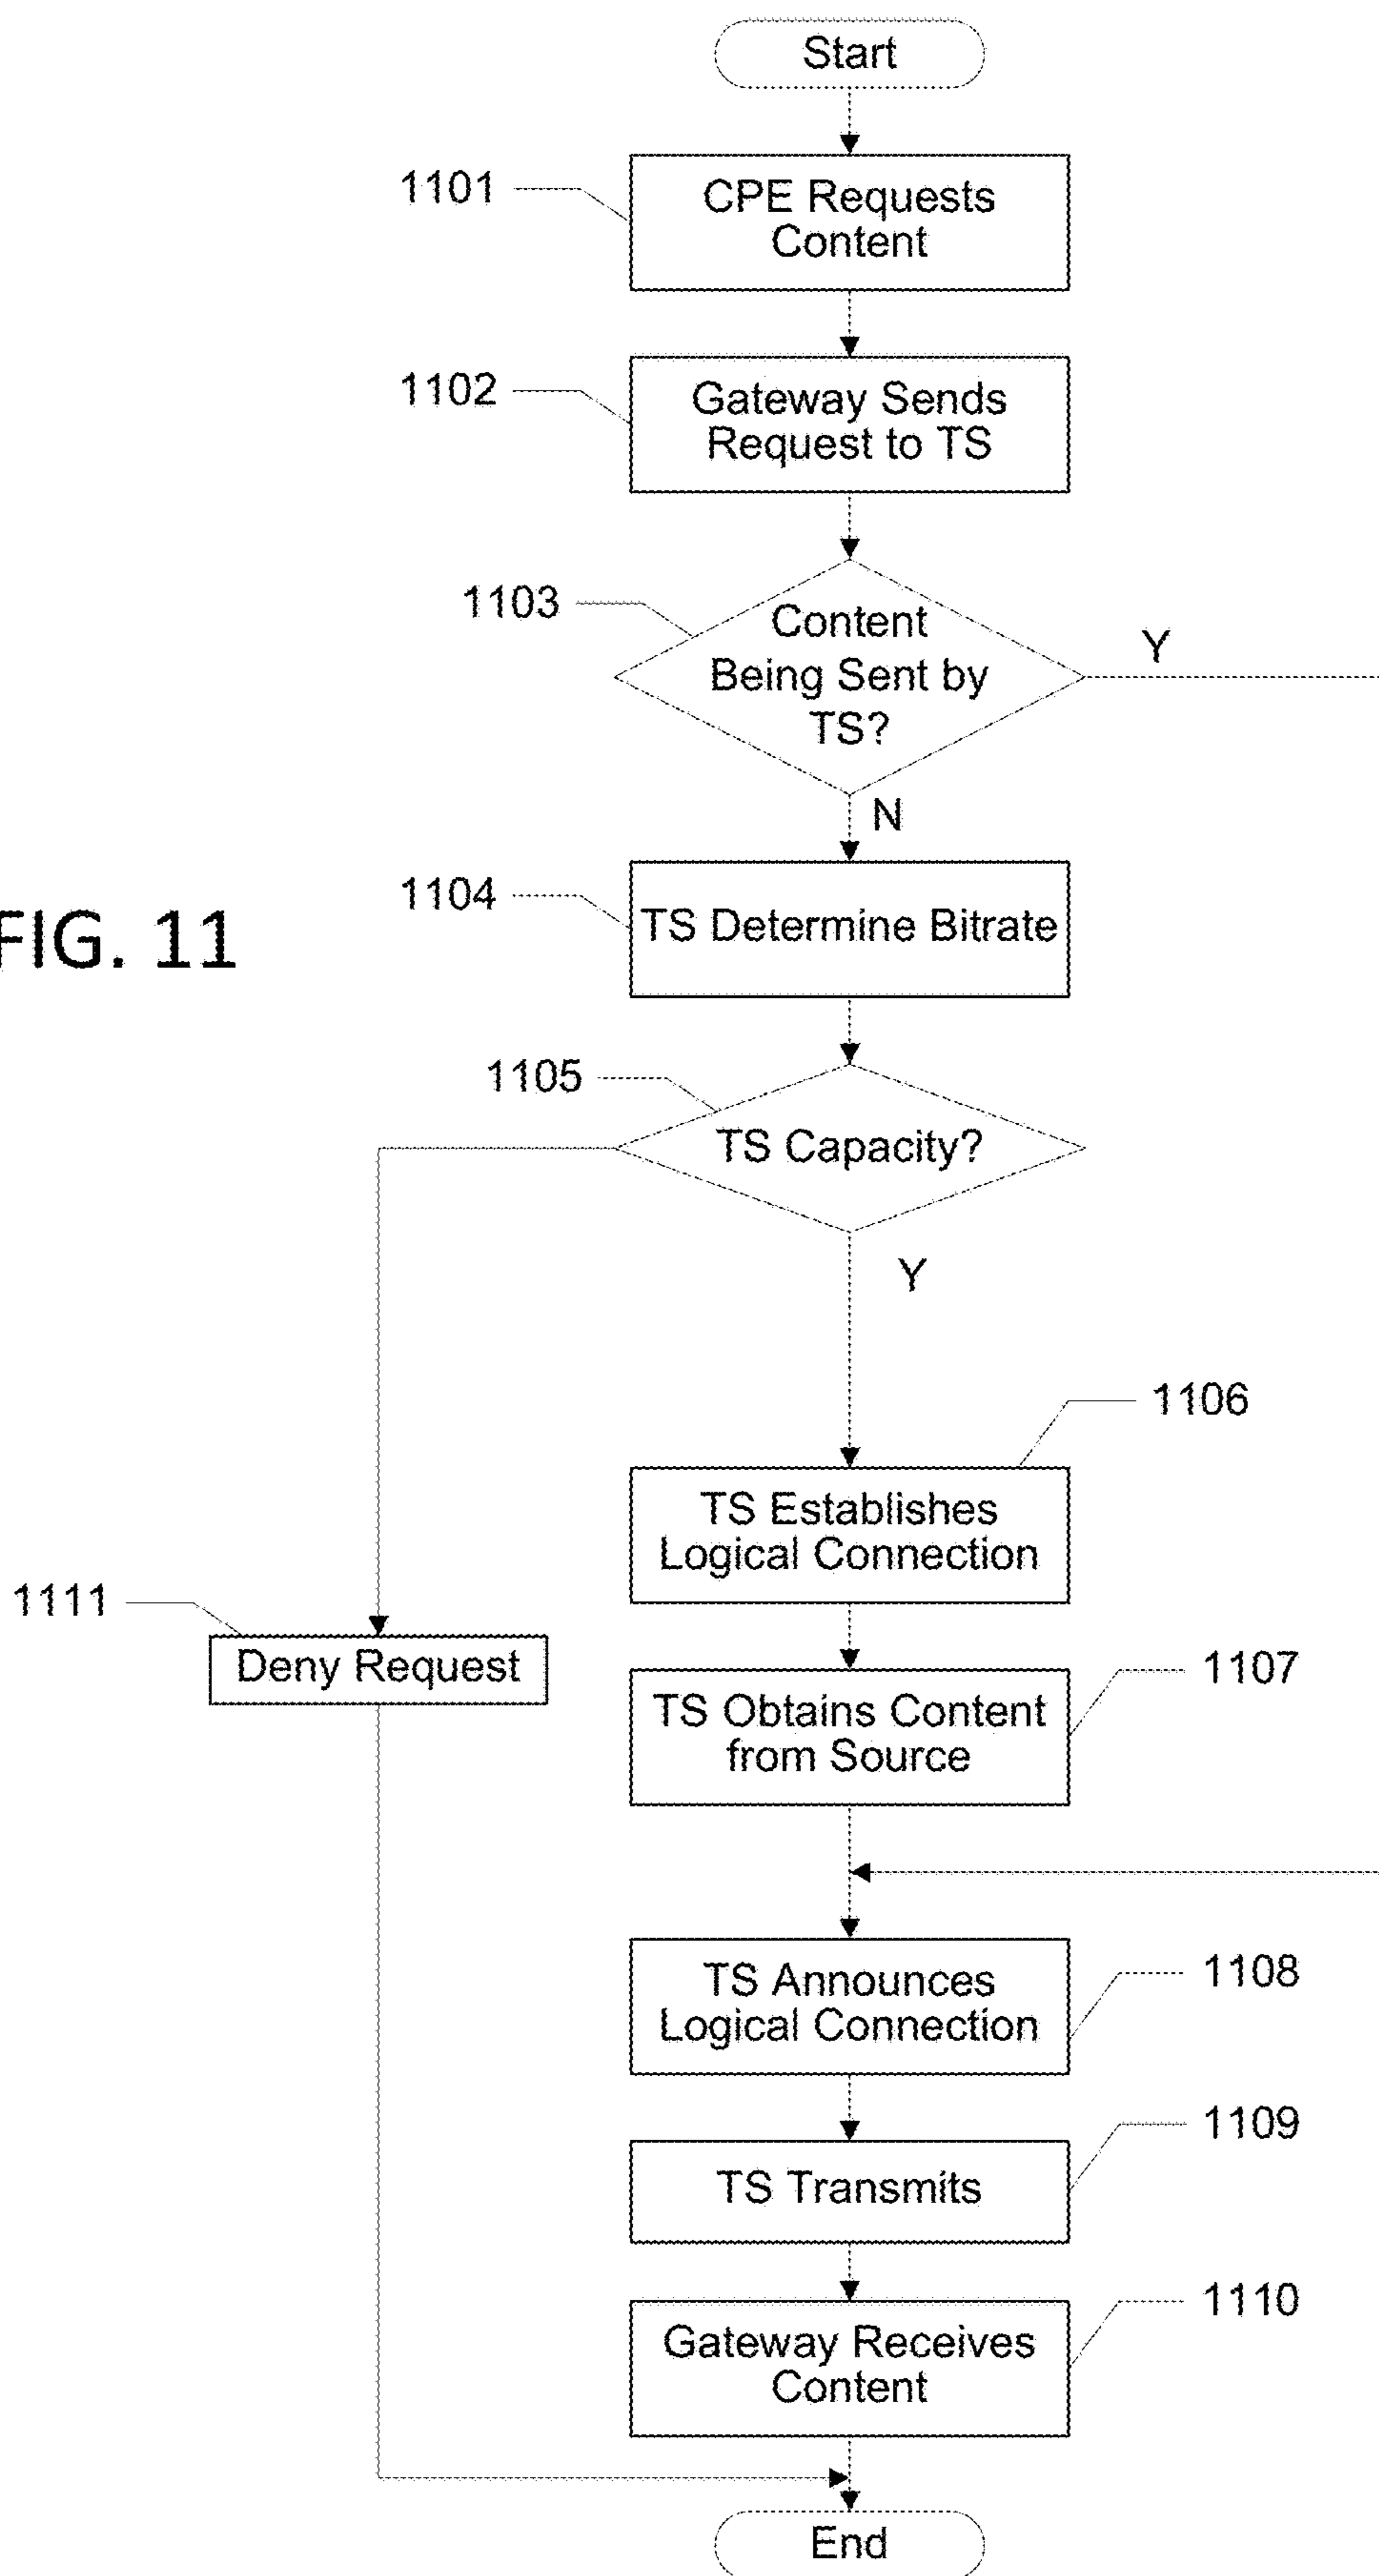 Start
1101
CPE Requests
Content
1102
Gateway Sends
Request to TS
1103
Content
Being Sent by
TS?
Y
N
1104
TS Determine Bitrate
FIG. 11
1105
TS Capacity?
Y
1106
TS Establishes
Logical Connection
1111
Deny Request
1107
TS Obtains Content
from Source
1108
TS Announces
Logical Connection
1109
TS Transmits
1110
Gateway Receives
Content
End